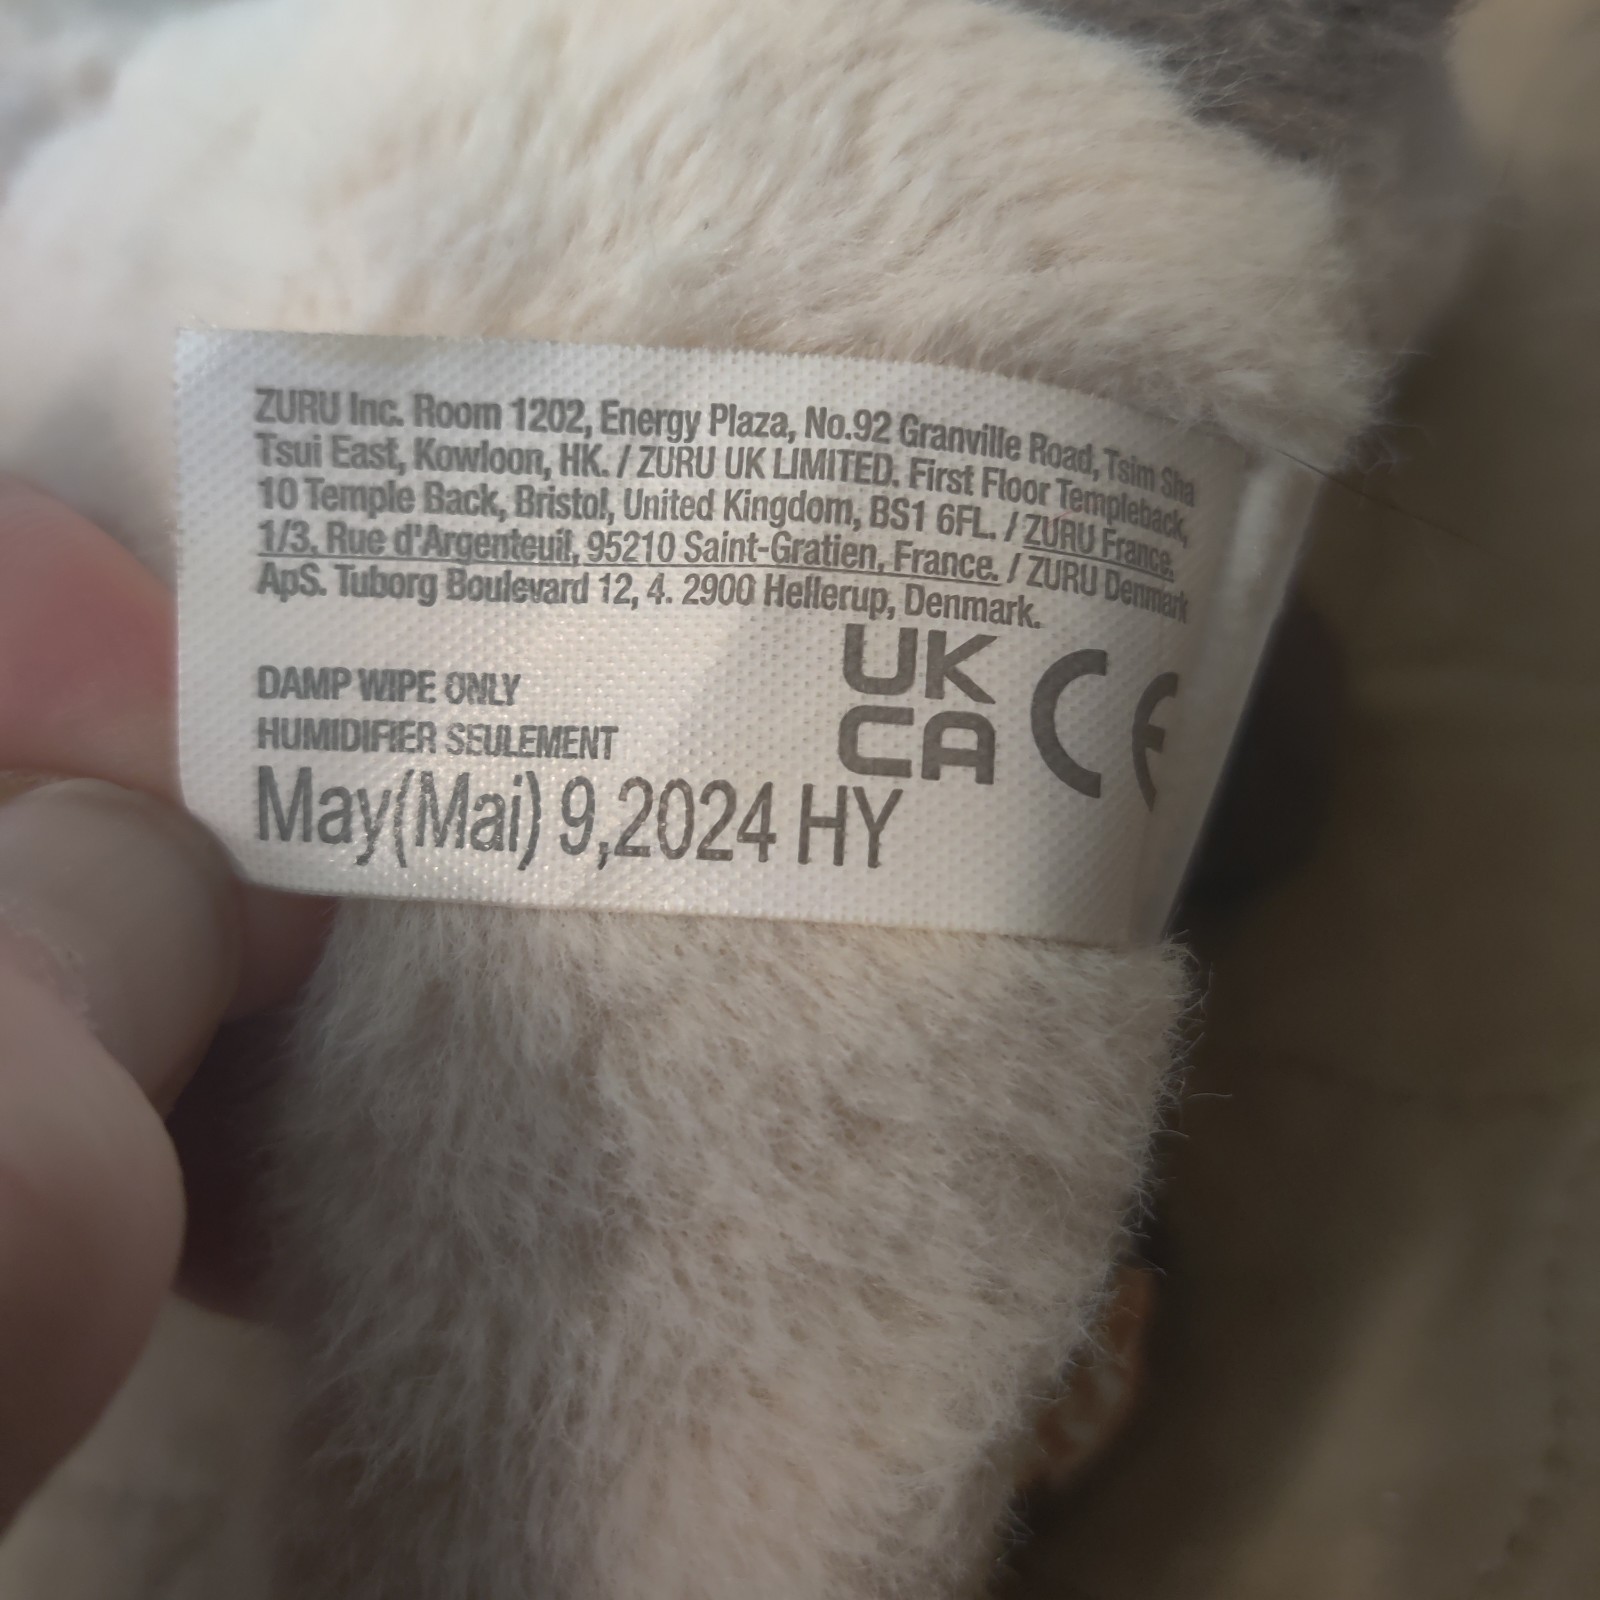 ZURU Inc. Room 1202, Energy Plaza, No.92 Granville Road, Tsim Sha
Tsui East, Kowloon, HK. / ZURU UK LIMITED. First Floor Templeback,
10 Temple Back, Bristol, United Kingdom, BS1 6FL. / ZURU France.
1/3. Rue d'Argenteuil, 95210 Saint-Gratien, France. / ZURU Denmark
ApS. Tuborg Boulevard 12, 4. 2900 Hellerup, Denmark.
UK
CA
CE
DAMP WIPE ONLY
HUMIDIFIER SEULEMENT
May(Mai) 9,2024 HY